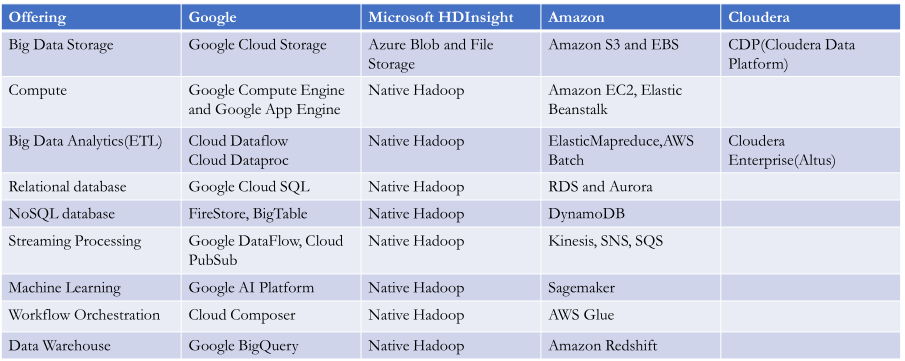 Offering Google Microsoft HDInsight Amazon Cloudera
Big Data Storage Google Cloud Storage Azure Blob and File Amazon S3 and EBS CDP(Cloudera Data
Storage Platform)
Compute Google Compute Engine Native Hadoop Amazon EC2, Elastic
and Google App Engine Beanstalk
Big Data Analytics(ETL) Cloud Dataflow Native Hadoop ElasticMapreduce,AWS Cloudera
Cloud Dataproc Batch Enterprise(Altus)
Relational database Google Cloud SQL Native Hadoop RDS and Aurora
NoSQL database FireStore, BigTable Native Hadoop DynamoDB
Streaming Processing Google DataFlow, Cloud Native Hadoop Kinesis, SNS, SQS
PubSub
Machine Learning Google AI Platform Native Hadoop Sagemaker
Workflow Orchestration Cloud Composer Native Hadoop AWS Glue
Data Warehouse Google BigQuery Native Hadoop Amazon Redshift